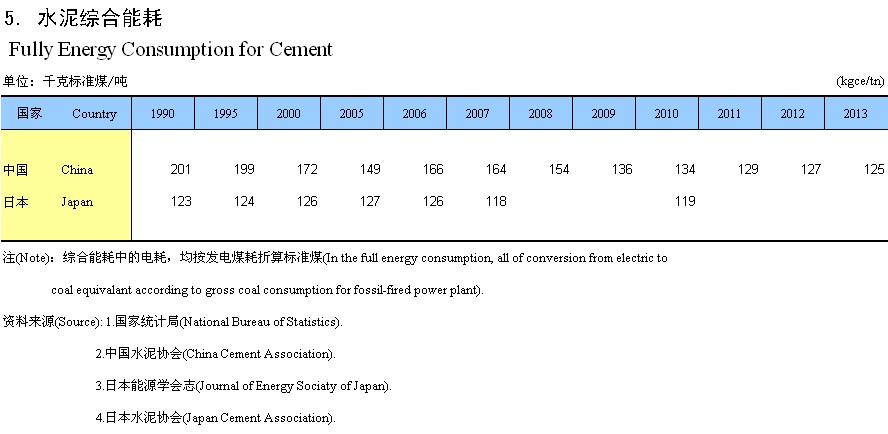 5. 水泥综合能耗
Fully Energy Consumption for Cement
单位：千克标准煤/吨 (kgce/tn)
国家 Country 1990 1995 2000 2005 2006 2007 2008 2009 2010 2011 2012 2013
中国 China 201 199 172 149 166 164 154 136 134 129 127 125
日本 Japan 123 124 126 127 126 118 119
注(Note)：综合能耗中的电耗，均按发电煤耗折算标准煤(In the full energy consumption, all of conversion from electric to
coal equivalant according to gross coal consumption for fossil-fired power plant).
资料来源(Source): 1.国家统计局(National Bureau of Statistics).
2.中国水泥协会(China Cement Association).
3.日本能源学会志(Journal of Energy Sociaty of Japan).
4.日本水泥协会(Japan Cement Association).